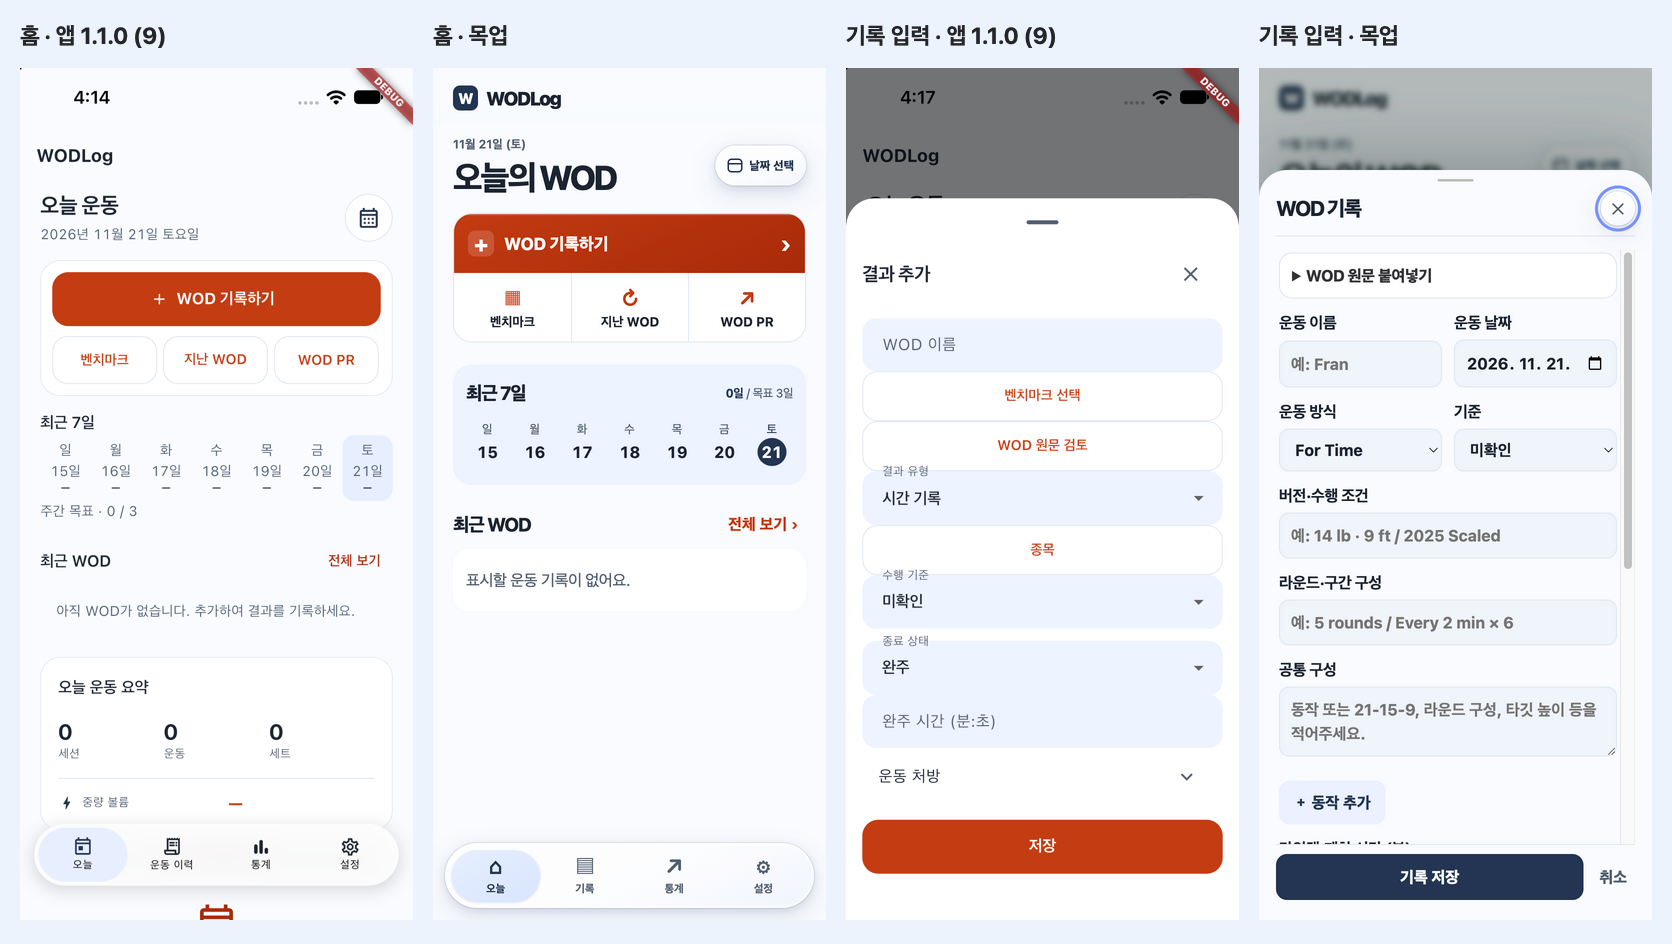 홈 · 앱 1.1.0 (9)
4:14
DEBUG
WODLog
오늘 운동
2026년 11월 21일 토요일
+ WOD 기록하기
벤치마크
지난 WOD
WOD PR
최근 7일
일 월 화 수 목 금 토
15일 16일 17일 18일 19일 20일 21일
– – – – – – –
주간 목표 · 0 / 3
최근 WOD
전체 보기
아직 WOD가 없습니다. 추가하여 결과를 기록하세요.
오늘 운동 요약
0 0 0
세션 운동 세트
중량 볼륨 –
오늘 운동 이력 통계 설정
홈 · 목업
W WODLog
11월 21일 (토)
오늘의 WOD
날짜 선택
+ WOD 기록하기 ›
벤치마크
지난 WOD
WOD PR
최근 7일
0일 / 목표 3일
일 월 화 수 목 금 토
15 16 17 18 19 20 21
최근 WOD
전체 보기 ›
표시할 운동 기록이 없어요.
오늘 기록 통계 설정
기록 입력 · 앱 1.1.0 (9)
4:17
DEBUG
WODLog
결과 추가
WOD 이름
벤치마크 선택
WOD 원문 검토
결과 유형
시간 기록
종목
수행 기준
미확인
종료 상태
완주
완주 시간 (분:초)
운동 처방
저장
기록 입력 · 목업
WODLog
WOD 기록
▶ WOD 원문 붙여넣기
운동 이름
운동 날짜
예: Fran
2026. 11. 21.
운동 방식
기준
For Time
미확인
버전·수행 조건
예: 14 lb · 9 ft / 2025 Scaled
라운드·구간 구성
예: 5 rounds / Every 2 min × 6
공통 구성
동작 또는 21-15-9, 라운드 구성, 타깃 높이 등을
적어주세요.
+ 동작 추가
기록 저장
취소